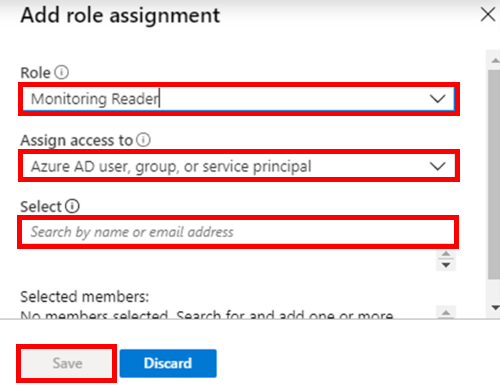 Add role assignment
Role
Monitoring Reader
Assign access to
Azure AD user, group, or service principal
Select
Search by name or email address
Selected members:
No members selected. Search for and add one or more
Save
Discard